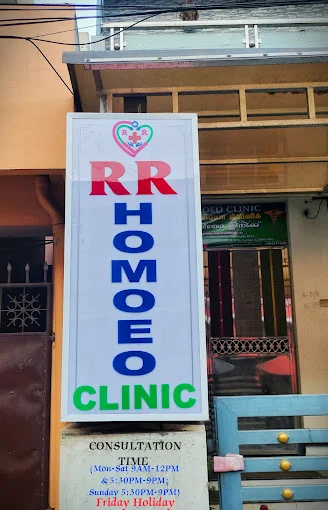 R R
RR
HOMOEO
CLINIC
CONSULTATION
TIME
(Mon-Sat 9AM-12PM
&5:30PM-9PM;
Sunday 5:30PM-9PM)
Friday Holiday
CLINIC